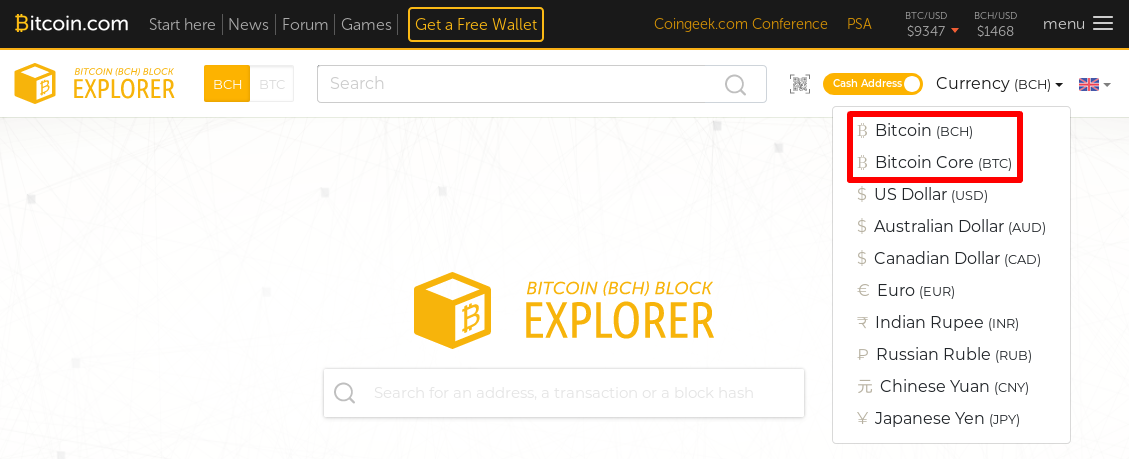 Bitcoin.com Start here News Forum Games Get a Free Wallet Coingeek.com Conference PSA BTC/USD $9347 BCH/USD $1468 menu
BITCOIN (BCH) BLOCK
EXPLORER
BCH BTC
Search
Cash Address
Currency (BCH)
₿ Bitcoin (BCH)
₿ Bitcoin Core (BTC)
$ US Dollar (USD)
$ Australian Dollar (AUD)
$ Canadian Dollar (CAD)
€ Euro (EUR)
₹ Indian Rupee (INR)
₽ Russian Ruble (RUB)
元 Chinese Yuan (CNY)
¥ Japanese Yen (JPY)
BITCOIN (BCH) BLOCK
EXPLORER
Search for an address, a transaction or a block hash